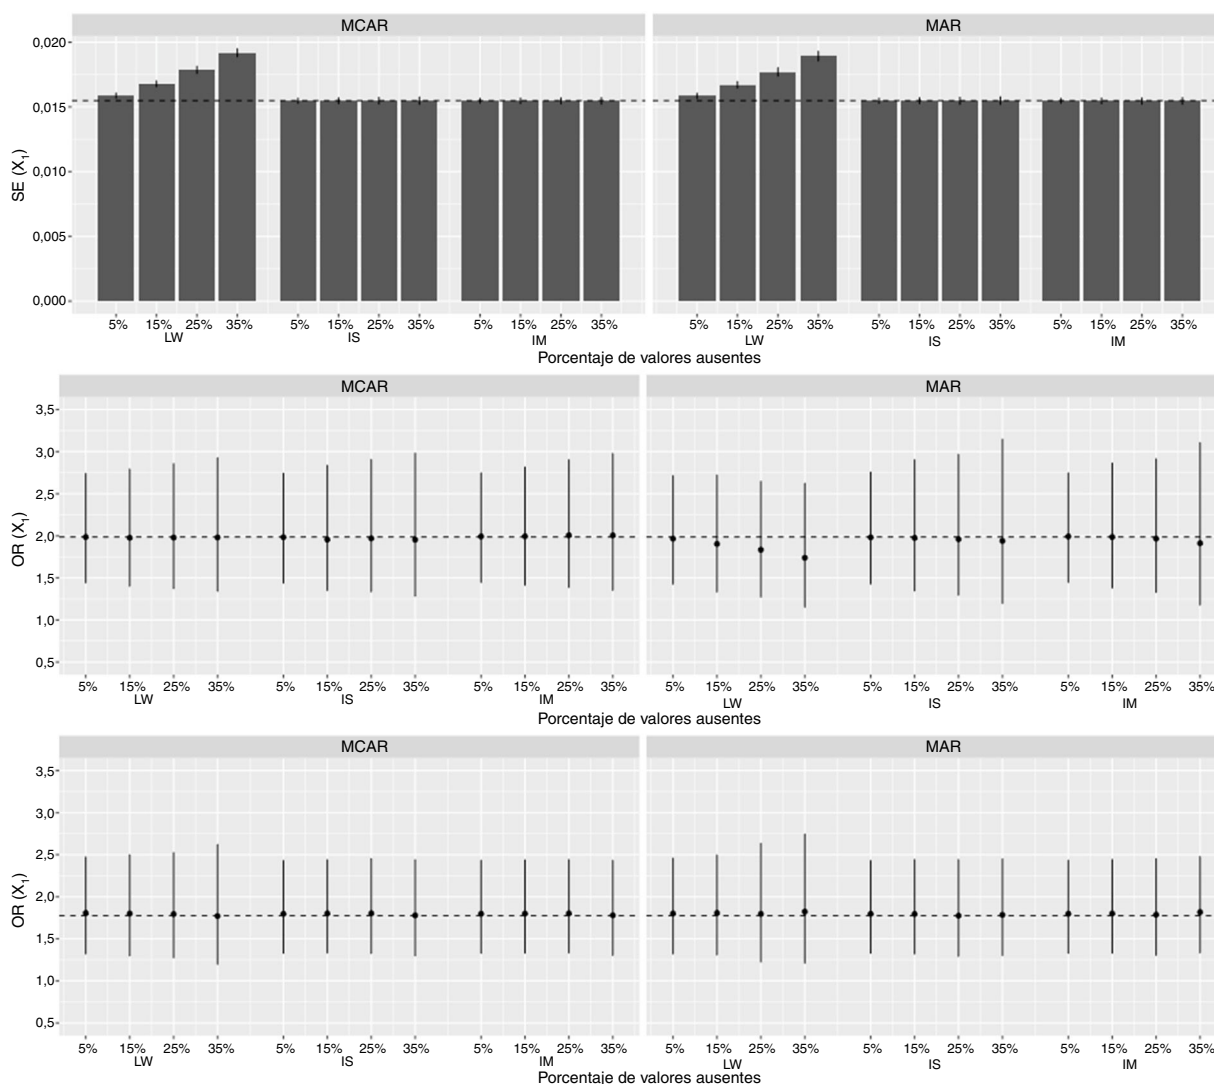 MCAR MAR
0,020
0,015
0,010
0,005
0,000
SE (X1)
5% 15% 25% 35% 5% 15% 25% 35% 5% 15% 25% 35% 5% 15% 25% 35% 5% 15% 25% 35% 5% 15% 25% 35%
LW IS IM LW IS IM
Porcentaje de valores ausentes
MCAR MAR
3,5
3,0
2,5
2,0
1,5
1,0
0,5
OR (X1)
5% 15% 25% 35% 5% 15% 25% 35% 5% 15% 25% 35% 5% 15% 25% 35% 5% 15% 25% 35% 5% 15% 25% 35%
LW IS IM LW IS IM
Porcentaje de valores ausentes
MCAR MAR
3,5
3,0
2,5
2,0
1,5
1,0
0,5
OR (X1)
5% 15% 25% 35% 5% 15% 25% 35% 5% 15% 25% 35% 5% 15% 25% 35% 5% 15% 25% 35% 5% 15% 25% 35%
LW IS IM LW IS IM
Porcentaje de valores ausentes